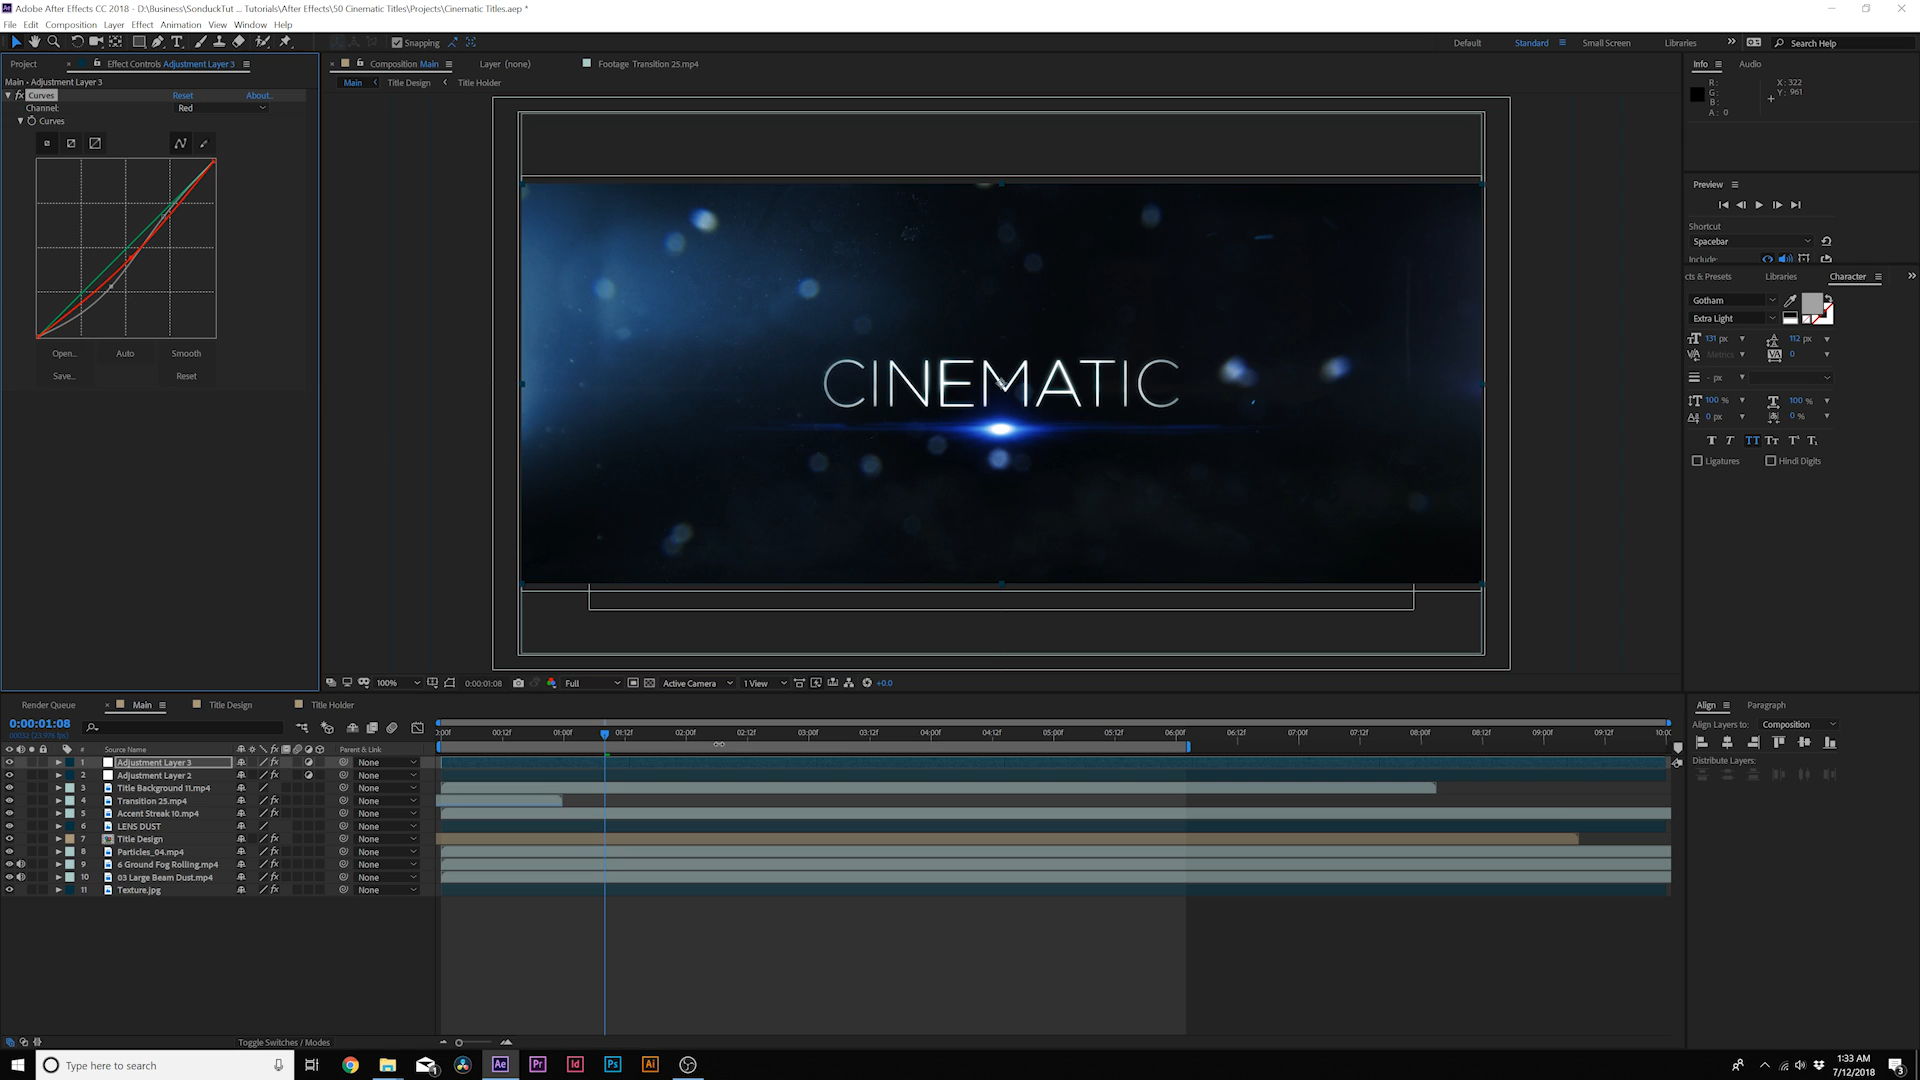 Adobe After Effects CC 2018 - D:\Business\SonduckTut ... Tutorials\After Effects\50 Cinematic Titles\Projects\Cinematic Titles.aep *
File Edit Composition Layer Effect Animation View Window Help
Snapping
Default Standard Small Screen Libraries Search Help
Project Effect Controls Adjustment Layer 3
Composition Main Layer (none) Footage Transition 25.mp4
Info Audio
Main - Adjustment Layer 3
Main Title Design Title Holder
fx Curves Reset About...
Channel: Red
Curves
R:
G:
B:
A: 0
X: 322
Y: 961
Open... Auto Smooth
Save... Reset
Preview
Shortcut
Spacebar
Include:
cts & Presets Libraries Character
Gotham
Extra Light
131 px 112 px
Metrics 0
- px
100 % 100 %
0 px 0 %
Ligatures Hindi Digits
CINEMATIC
100% 0:00:01:08 Full Active Camera 1 View +0.0
Render Queue Main Title Design Title Holder
Align Paragraph
0:00:01:08
00032 (23.976 fps)
Align Layers to: Composition
Distribute Layers:
:00f 00:12f 01:00f 01:12f 02:00f 02:12f 03:00f 03:12f 04:00f 04:12f 05:00f 05:12f 06:00f 06:12f 07:00f 07:12f 08:00f 08:12f 09:00f 09:12f 10:00
# Source Name Parent & Link
1 Adjustment Layer 3 None
2 Adjustment Layer 2 None
3 Title Background 11.mp4 None
4 Transition 25.mp4 None
5 Accent Streak 10.mp4 None
6 LENS DUST None
7 Title Design None
8 Particles_04.mp4 None
9 6 Ground Fog Rolling.mp4 None
10 03 Large Beam Dust.mp4 None
11 Texture.jpg None
Toggle Switches / Modes
Type here to search
Ae Pr Id Ps Ai
1:33 AM
7/12/2018